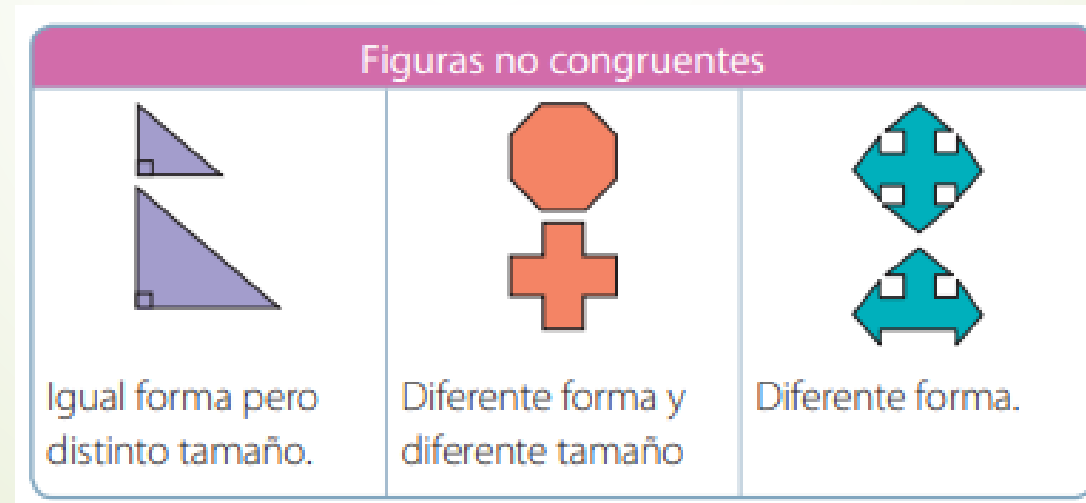 Figuras no congruentes
Igual forma pero
distinto tamaño.
Diferente forma y
diferente tamaño
Diferente forma.